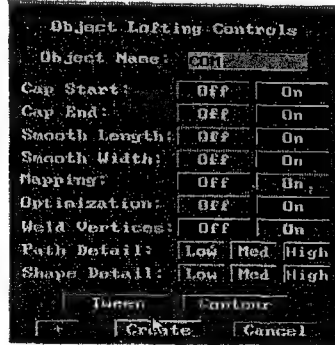 Object Lofting Controls
Object Name: COM
Cap Start: Off On
Cap End: Off On
Smooth Length: Off On
Smooth Width: Off On
Mapping: Off On
Optimization: Off On
Weld Vertices: Off On
Path Detail: Low Med High
Shape Detail: Low Med High
Tween Contour
+ Create Cancel